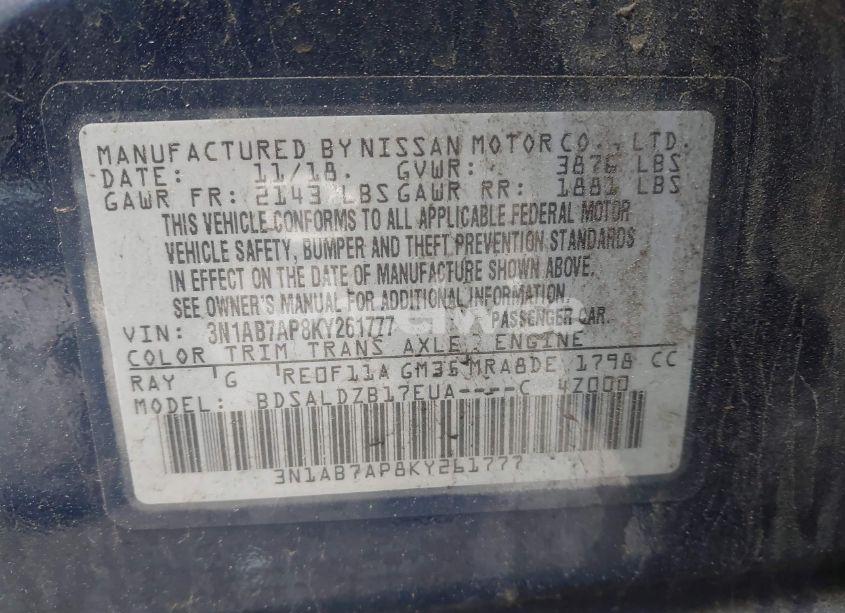 MANUFACTURED BY NISSAN MOTOR CO., LTD.
DATE: 11/18. GVWR: 3876 LBS
GAWR FR: 2143 LBS GAWR RR: 1881 LBS
THIS VEHICLE CONFORMS TO ALL APPLICABLE FEDERAL MOTOR
VEHICLE SAFETY, BUMPER AND THEFT PREVENTION STANDARDS
IN EFFECT ON THE DATE OF MANUFACTURE SHOWN ABOVE.
SEE OWNER'S MANUAL FOR ADDITIONAL INFORMATION.
VIN: 3N1AB7AP8KY261777 PASSENGER CAR.
COLOR TRIM TRANS AXLE ENGINE
RAY G RE0F11A GM35 MRA8DE 1798 CC
MODEL: BDSALDZB17EUA----C 4Z000
3N1AB7AP8KY261777